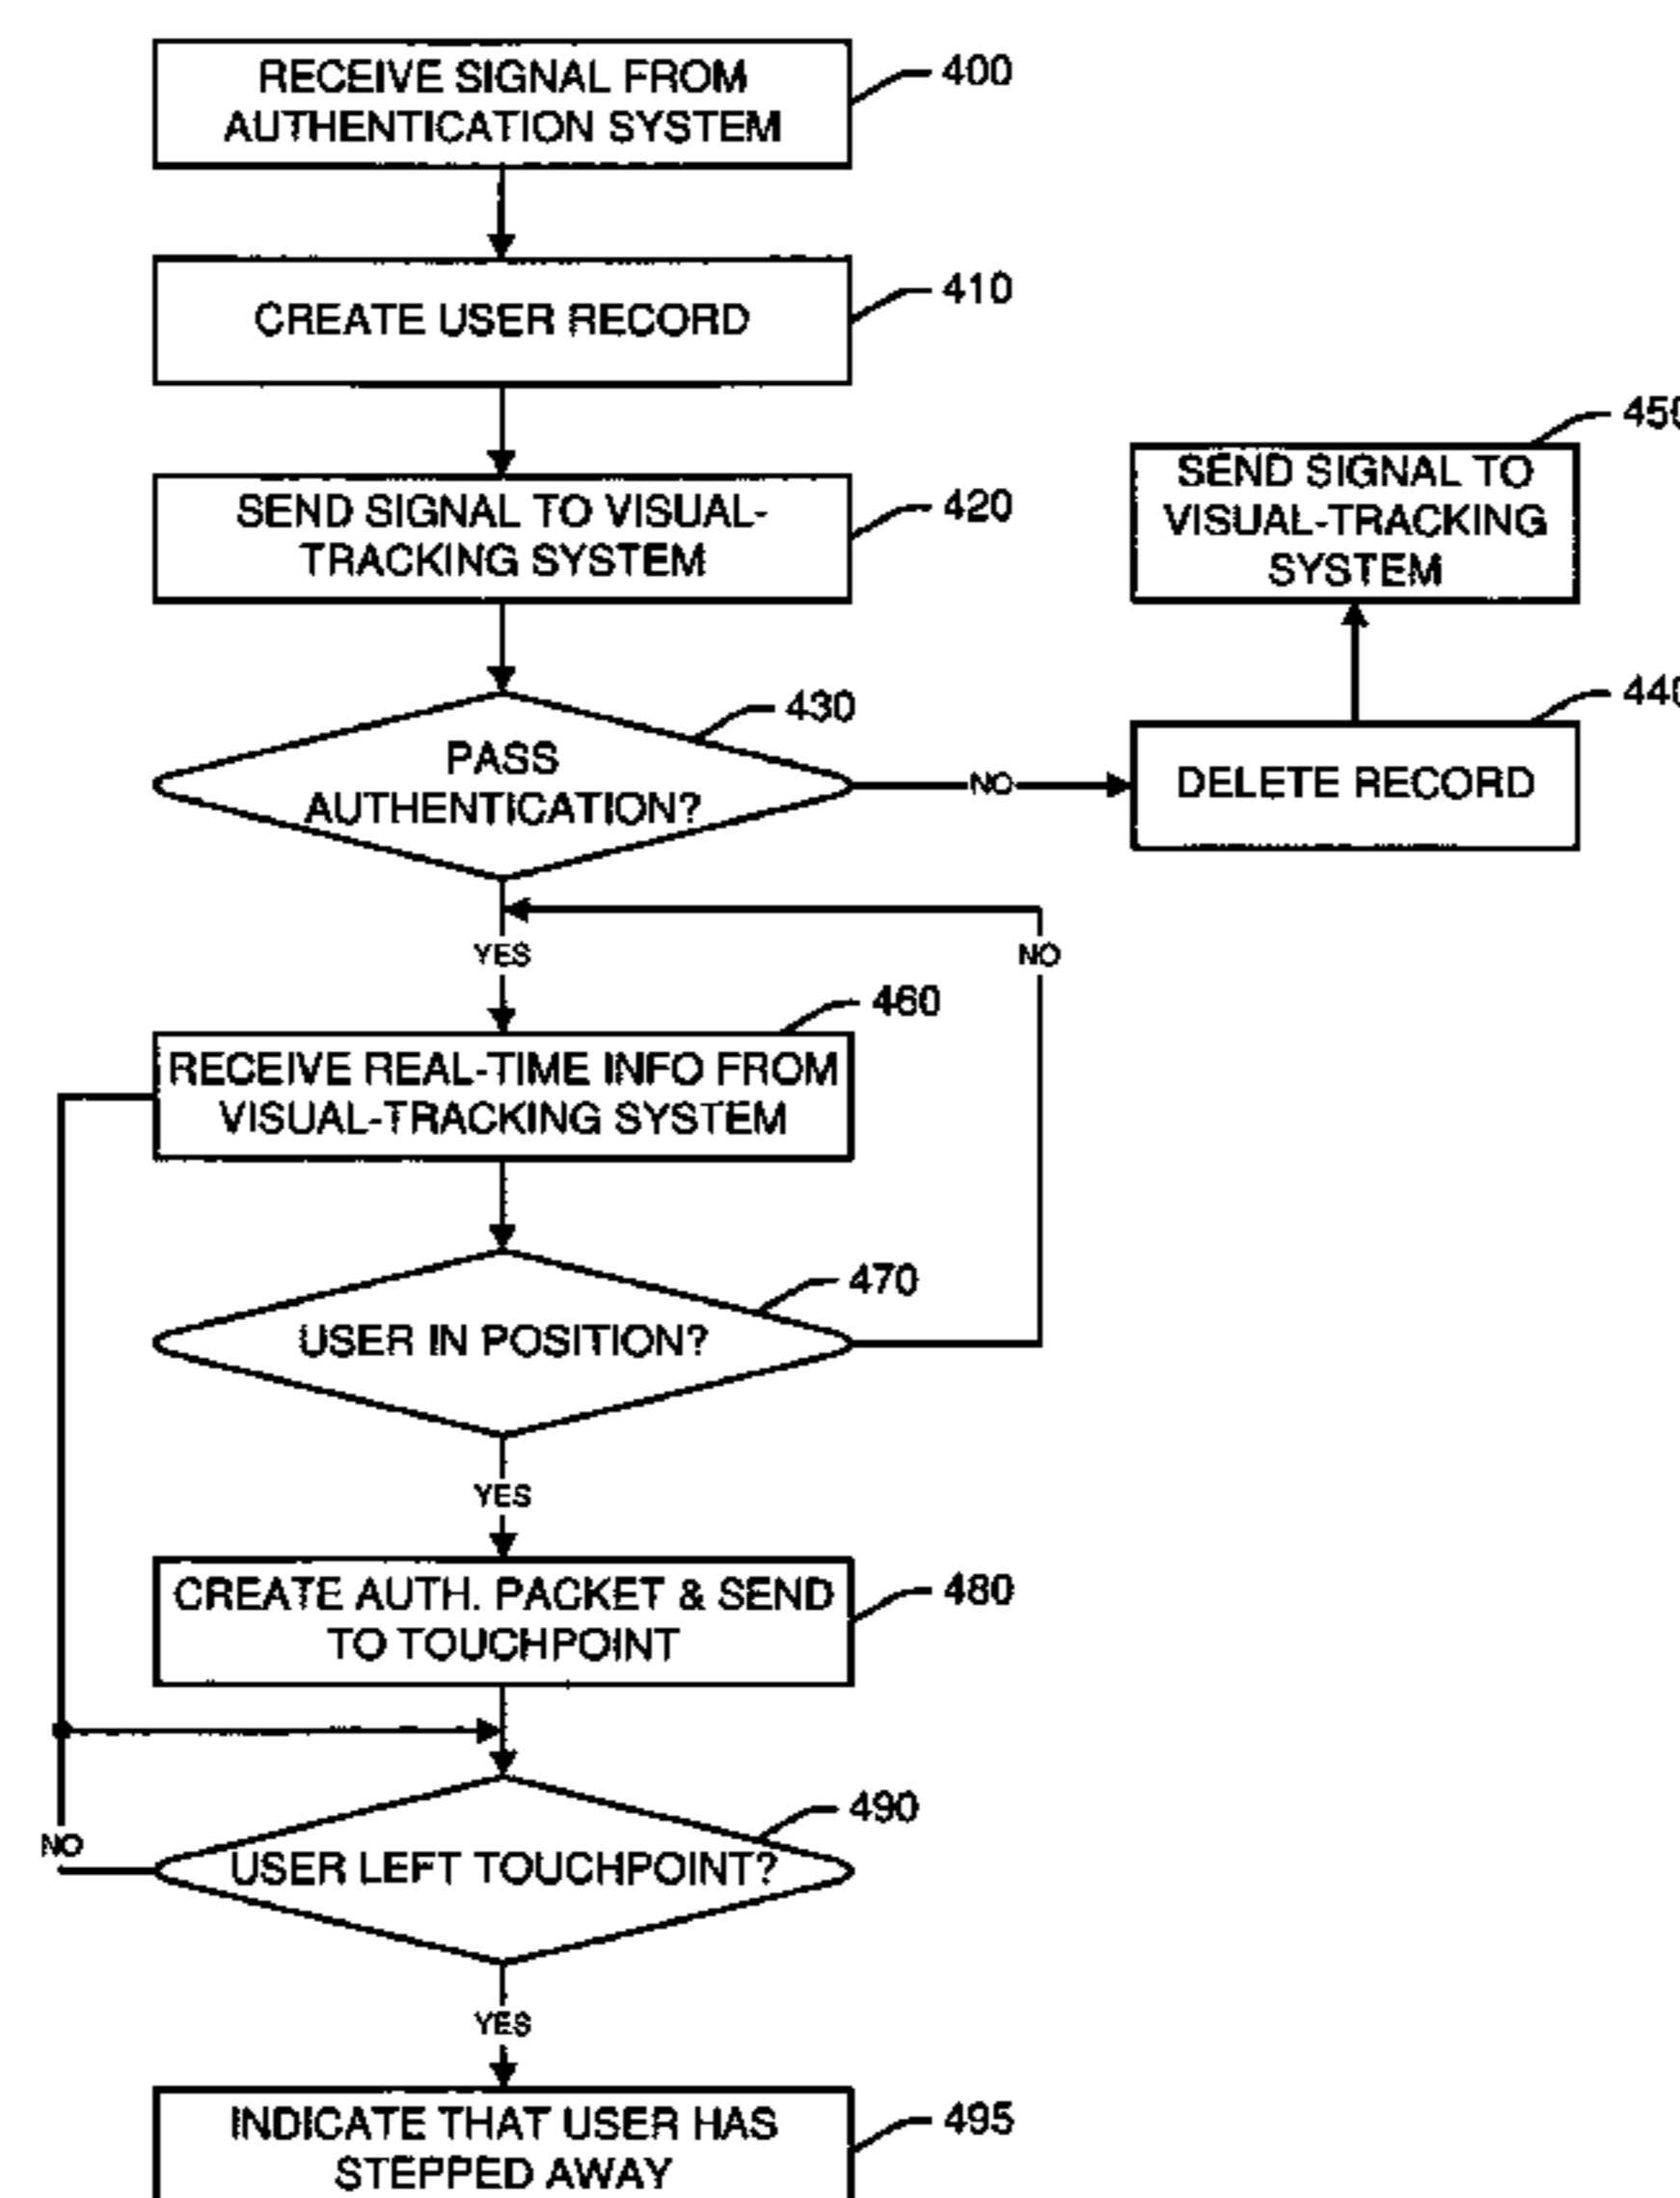 RECEIVE SIGNAL FROM
AUTHENTICATION SYSTEM
400
CREATE USER RECORD
410
SEND SIGNAL TO VISUAL-
TRACKING SYSTEM
420
450
SEND SIGNAL TO
VISUAL-TRACKING
SYSTEM
430
PASS
AUTHENTICATION?
NO
440
DELETE RECORD
YES
NO
460
RECEIVE REAL-TIME INFO FROM
VISUAL-TRACKING SYSTEM
470
USER IN POSITION?
YES
CREATE AUTH. PACKET & SEND
TO TOUCHPOINT
480
490
USER LEFT TOUCHPOINT?
NO
YES
INDICATE THAT USER HAS
STEPPED AWAY
495